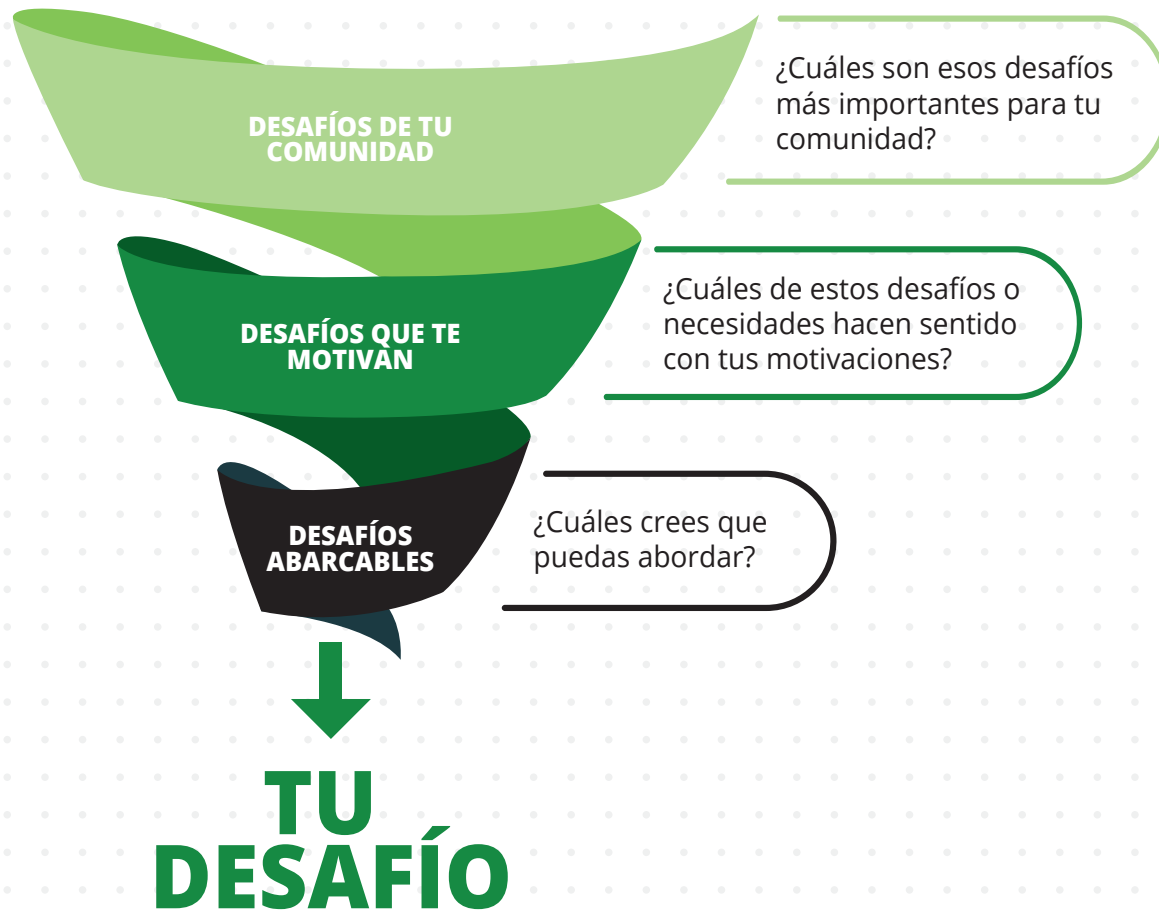 DESAFÍOS DE TU
COMUNIDAD
¿Cuáles son esos desafíos
más importantes para tu
comunidad?
DESAFÍOS QUE TE
MOTIVAN
¿Cuáles de estos desafíos o
necesidades hacen sentido
con tus motivaciones?
DESAFÍOS
ABARCABLES
¿Cuáles crees que
puedas abordar?
TU
DESAFÍO